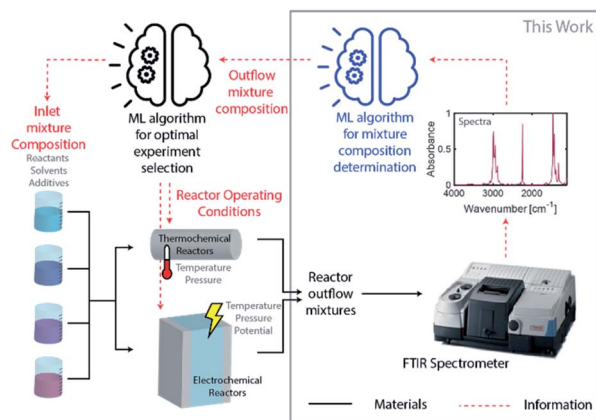 This Work
Outflow
mixture
composition
ML algorithm
for optimal
experiment
selection
ML algorithm
for mixture
composition
determination
Spectra
Absorbance
1
0.5
0
4000
3000
2000
Wavenumber [cm⁻¹]
Inlet
mixture
Composition
Reactants
Solvents
Additives
Reactor Operating
Conditions
Thermochemical
Reactors
Temperature
Pressure
Temperature
Pressure
Potential
Electrochemical
Reactors
Reactor
outflow
mixtures
FTIR Spectrometer
Materials
Information